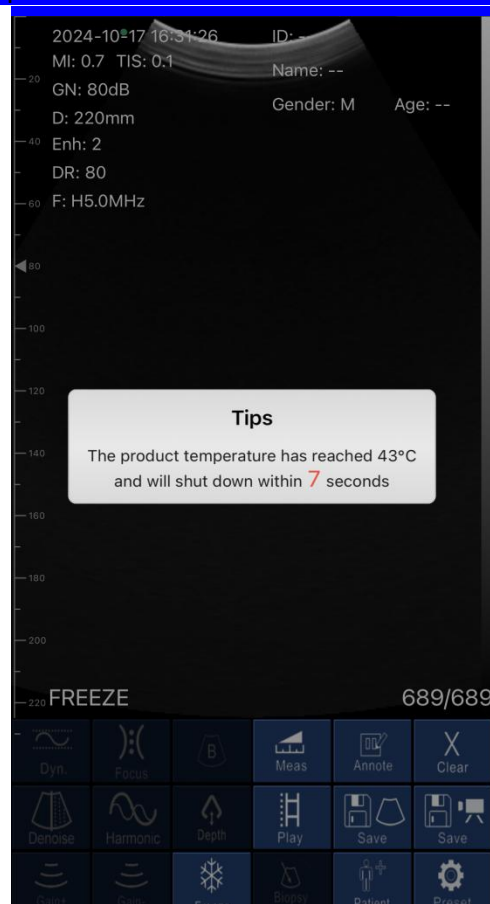 2024-10-17 16:31:26
ID: --
MI: 0.7 TIS: 0.1
Name: --
GN: 80dB
Gender: M Age: --
D: 220mm
Enh: 2
DR: 80
F: H5.0MHz
20
40
60
80
100
120
Tips
The product temperature has reached 43°C
and will shut down within 7 seconds
140
160
180
200
220
FREEZE 689/689
Dyn. Focus B Meas Annote Clear
Denoise Harmonic Depth Play Save Save
Biopsy Patient Preset